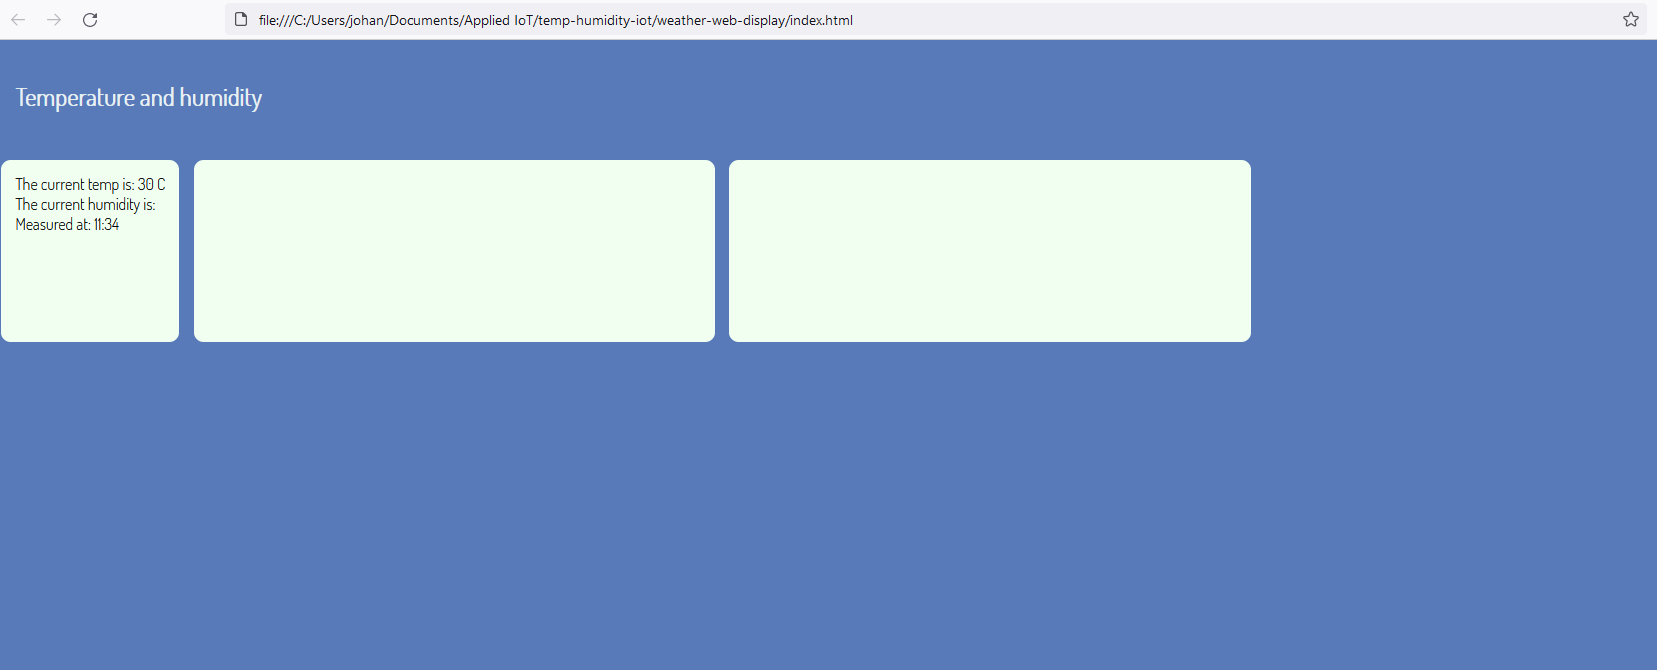 file:///C:/Users/johan/Documents/Applied IoT/temp-humidity-iot/weather-web-display/index.html
Temperature and humidity
The current temp is: 30 C
The current humidity is:
Measured at: 11:34